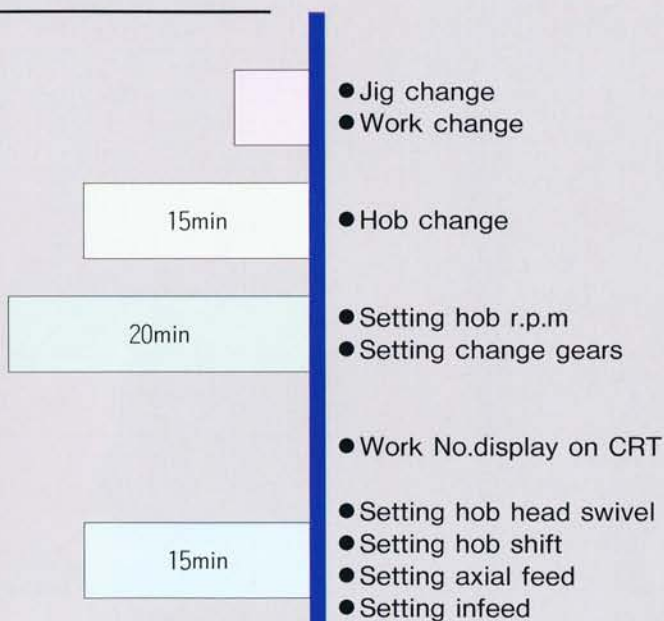 ● Jig change
● Work change
15min
● Hob change
20min
● Setting hob r.p.m
● Setting change gears
● Work No.display on CRT
15min
● Setting hob head swivel
● Setting hob shift
● Setting axial feed
● Setting infeed